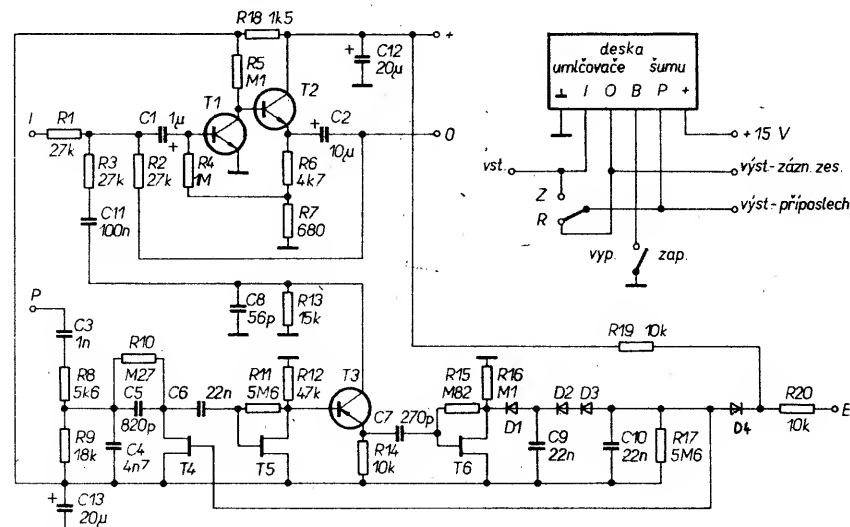 R18 1k5
+
R5
M1
+
C12
20μ
T1
T2
I
R1
27k
C1
1μ
+
+
C2
10μ
O
R3
27k
R2
27k
R4
1M
R6
4k7
C11
100n
R7
680
deska
umlčovače šumu
⊥ I O B P +
+15 V
vst.
výst-zázn. zes.
Z
R
výst-příposlech
vyp.
zap.
P
C3
1n
C8
56p
R13
15k
R19 10k
R8
5k6
R10
M27
C5
820p
C6
22n
R11
5M6
R12
47k
T3
C7
270p
R15
M82
R16
M1
D1
D2 D3
D4
R20
10k
E
R9
18k
C4
4n7
T4
T5
R14
10k
T6
C9
22n
C10
22n
R17
5M6
+
C13
20μ